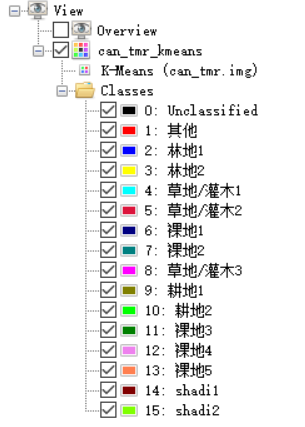 View
Overview
can_tmr_kmeans
K-Means (can_tmr.img)
Classes
0: Unclassified
1: 其他
2: 林地1
3: 林地2
4: 草地/灌木1
5: 草地/灌木2
6: 裸地1
7: 裸地2
8: 草地/灌木3
9: 耕地1
10: 耕地2
11: 裸地3
12: 裸地4
13: 裸地5
14: shadi1
15: shadi2